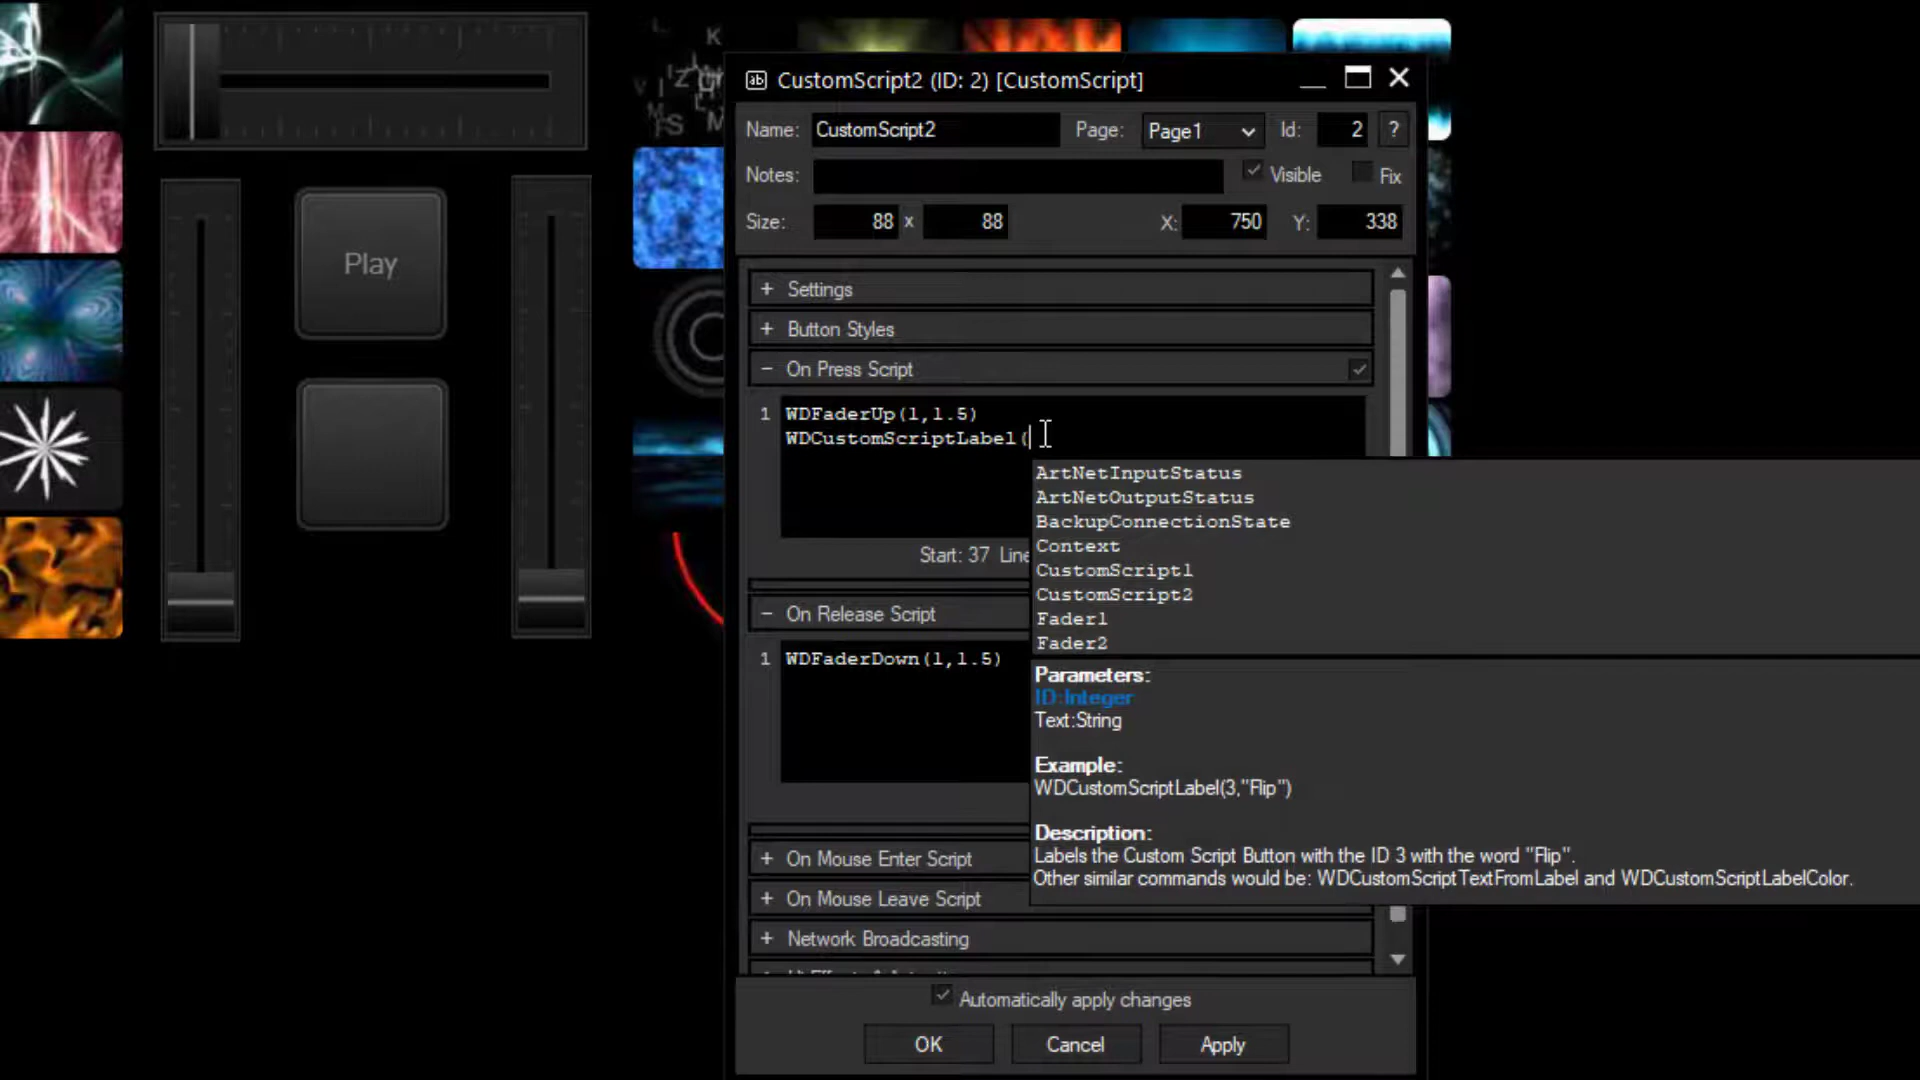 CustomScript2 (ID: 2) [CustomScript]
Name: CustomScript2 Page: Page1 Id: 2 ?
Notes: Visible Fix
Size: 88 x 88 X: 750 Y: 338
+ Settings
+ Button Styles
− On Press Script
1 WDFaderUp(1,1.5)
WDCustomScriptLabel(
Start: 37 Line
ArtNetInputStatus
ArtNetOutputStatus
BackupConnectionState
Context
CustomScript1
CustomScript2
Fader1
Fader2
Parameters:
ID:Integer
Text:String
Example:
WDCustomScriptLabel(3,"Flip")
Description:
Labels the Custom Script Button with the ID 3 with the word "Flip".
Other similar commands would be: WDCustomScriptTextFromLabel and WDCustomScriptLabelColor.
− On Release Script
1 WDFaderDown(1,1.5)
+ On Mouse Enter Script
+ On Mouse Leave Script
+ Network Broadcasting
Automatically apply changes
OK Cancel Apply
Play